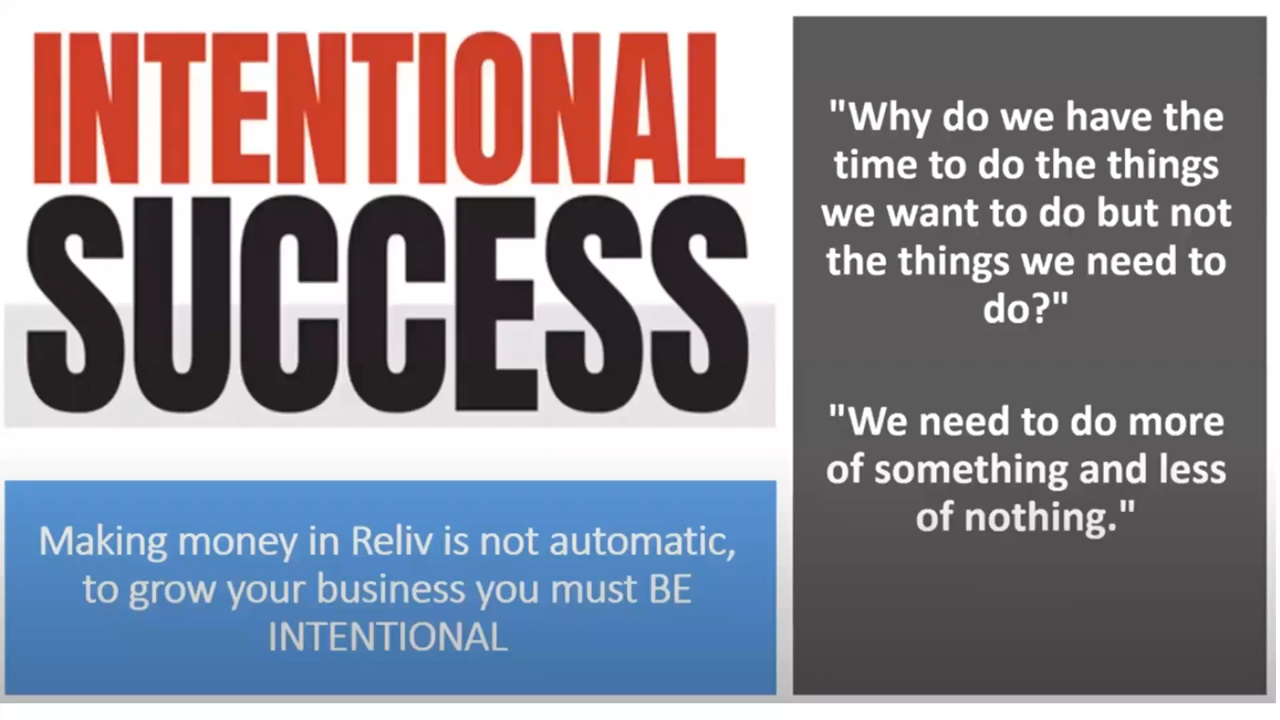 INTENTIONAL
SUCCESS
Making money in Reliv is not automatic,
to grow your business you must BE
INTENTIONAL
"Why do we have the
time to do the things
we want to do but not
the things we need to
do?"
"We need to do more
of something and less
of nothing."